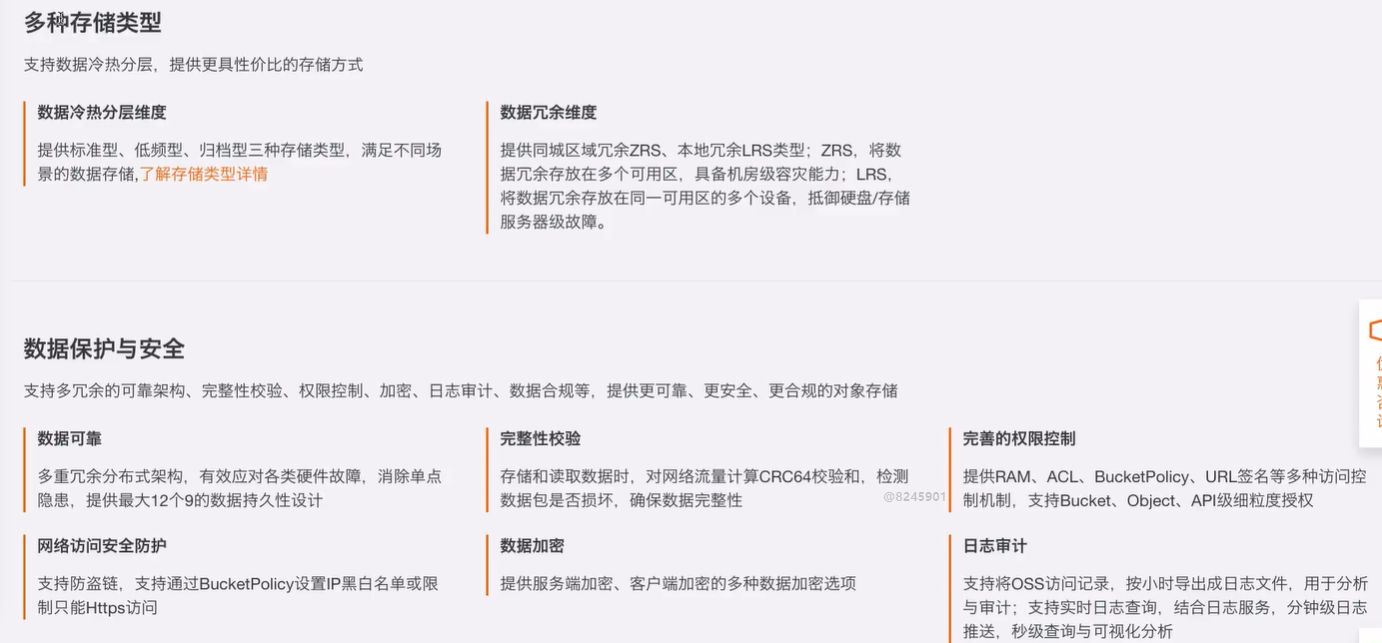 多种存储类型
支持数据冷热分层，提供更具性价比的存储方式
数据冷热分层维度
提供标准型、低频型、归档型三种存储类型，满足不同场
景的数据存储,了解存储类型详情
数据冗余维度
提供同城区域冗余ZRS、本地冗余LRS类型；ZRS，将数
据冗余存放在多个可用区，具备机房级容灾能力；LRS，
将数据冗余存放在同一可用区的多个设备，抵御硬盘/存储
服务器级故障。
数据保护与安全
支持多冗余的可靠架构、完整性校验、权限控制、加密、日志审计、数据合规等，提供更可靠、更安全、更合规的对象存储
数据可靠
多重冗余分布式架构，有效应对各类硬件故障，消除单点
隐患，提供最大12个9的数据持久性设计
完整性校验
存储和读取数据时，对网络流量计算CRC64校验和，检测
数据包是否损坏，确保数据完整性
完善的权限控制
提供RAM、ACL、BucketPolicy、URL签名等多种访问控
制机制，支持Bucket、Object、API级细粒度授权
@8245901
网络访问安全防护
支持防盗链，支持通过BucketPolicy设置IP黑白名单或限
制只能Https访问
数据加密
提供服务端加密、客户端加密的多种数据加密选项
日志审计
支持将OSS访问记录，按小时导出成日志文件，用于分析
与审计；支持实时日志查询，结合日志服务，分钟级日志
推送，秒级查询与可视化分析